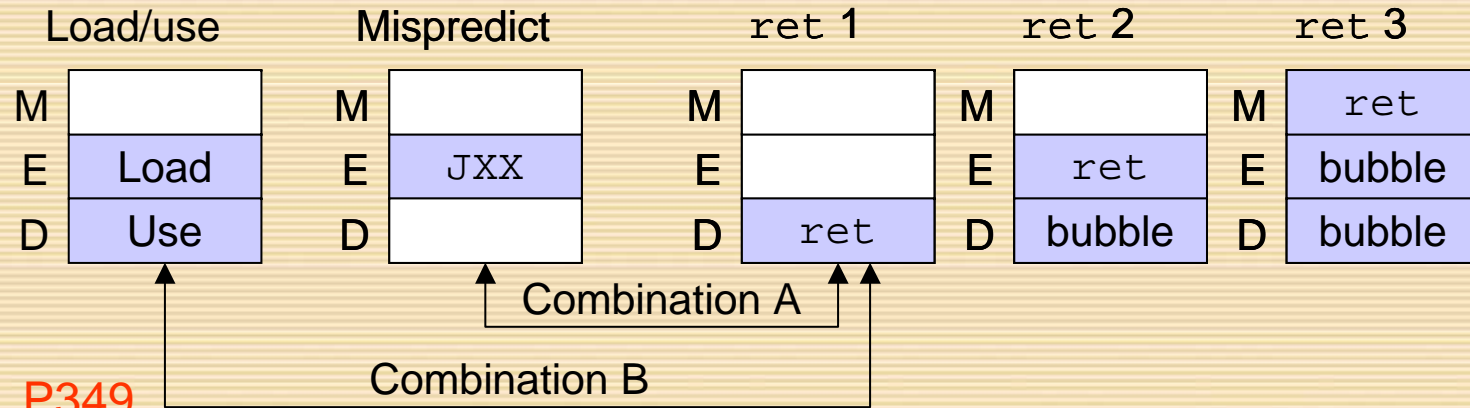 Load/use Mispredict ret 1 ret 2 ret 3
M M M M M ret
E Load E JXX E E ret E bubble
D Use D D ret D bubble D bubble
Combination A
Combination B
P349